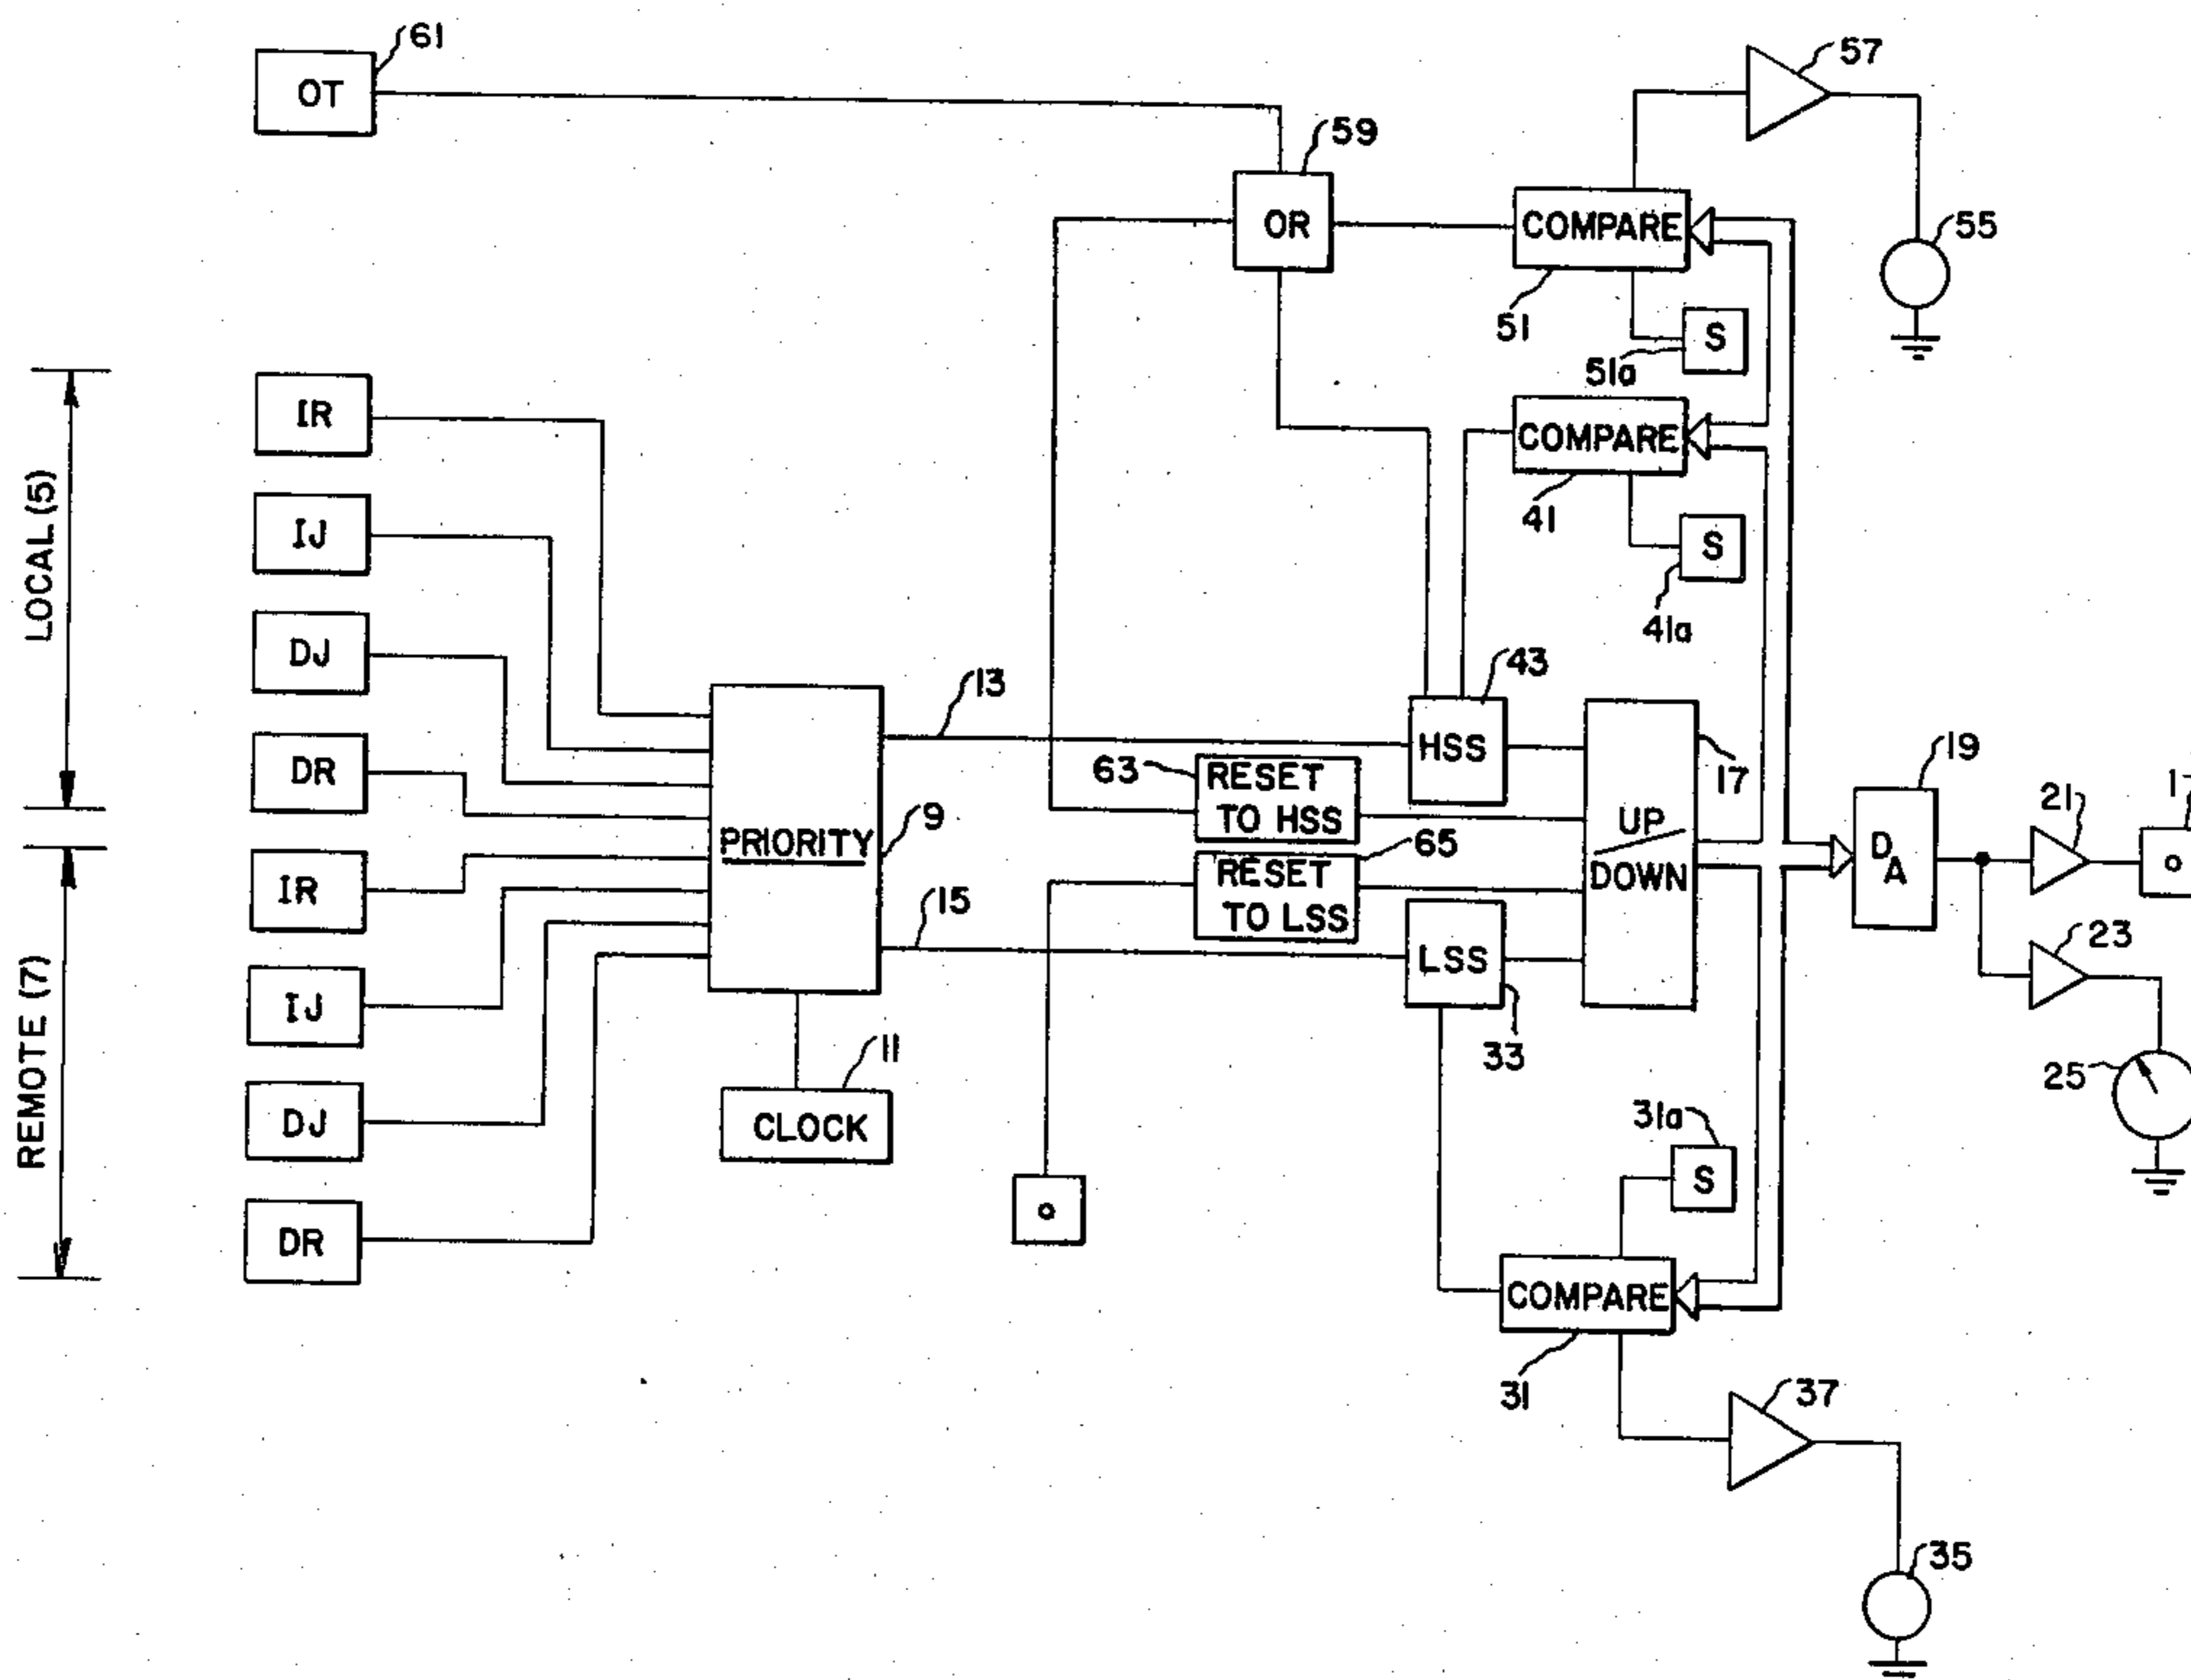 61
OT
57
59
OR
COMPARE
55
51
S
51a
IR
COMPARE
41
S
41a
IJ
LOCAL (5)
DJ
43
13
HSS
DR
63
RESET
TO HSS
17
19
1
21
UP
DOWN
9
PRIORITY
65
RESET
TO LSS
D
A
o
IR
15
LSS
23
IJ
33
11
25
REMOTE (7)
CLOCK
31a
S
DJ
o
DR
COMPARE
31
37
35